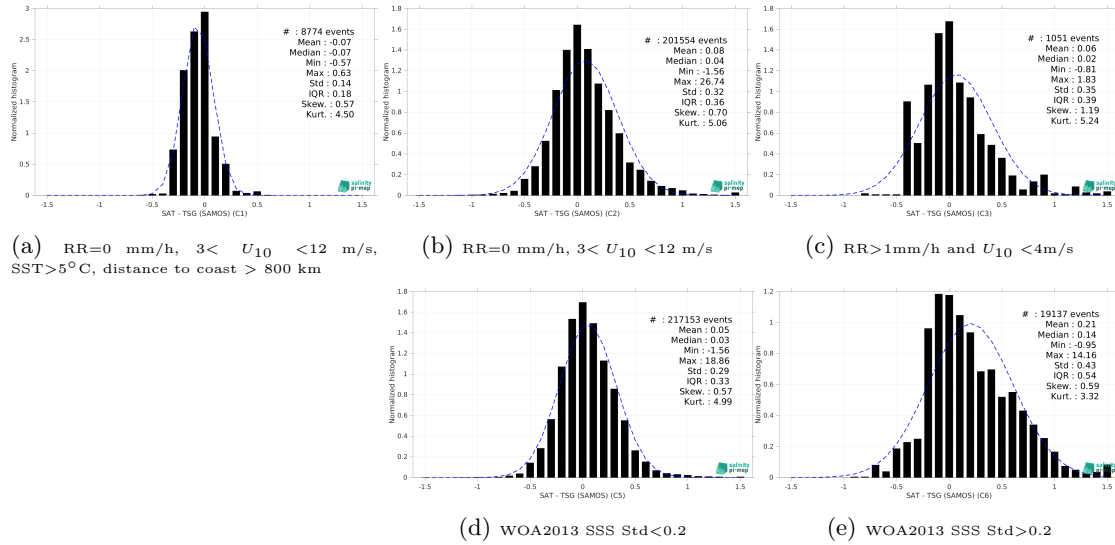 3
2.5
2
1.5
1
0.5
0
-1.5 -1 -0.5 0 0.5 1 1.5
Normalized histogram
SAT - TSG (SAMOS) (C1)
# : 8774 events
Mean : -0.07
Median : -0.07
Min : -0.57
Max : 0.63
Std : 0.14
IQR : 0.18
Skew. : 0.57
Kurt. : 4.50
salinity
pi-mep
(a) RR=0 mm/h, 3< U10 <12 m/s,
SST>5°C, distance to coast > 800 km
1.8
1.6
1.4
1.2
1
0.8
0.6
0.4
0.2
0
-1.5 -1 -0.5 0 0.5 1 1.5
Normalized histogram
SAT - TSG (SAMOS) (C2)
# : 201554 events
Mean : 0.08
Median : 0.04
Min : -1.56
Max : 26.74
Std : 0.32
IQR : 0.36
Skew. : 0.70
Kurt. : 5.06
salinity
pi-mep
(b) RR=0 mm/h, 3< U10 <12 m/s
1.8
1.6
1.4
1.2
1
0.8
0.6
0.4
0.2
0
-1.5 -1 -0.5 0 0.5 1 1.5
Normalized histogram
SAT - TSG (SAMOS) (C3)
# : 1051 events
Mean : 0.06
Median : 0.02
Min : -0.81
Max : 1.83
Std : 0.35
IQR : 0.39
Skew. : 1.19
Kurt. : 5.24
salinity
pi-mep
(c) RR>1mm/h and U10 <4m/s
1.8
1.6
1.4
1.2
1
0.8
0.6
0.4
0.2
0
-1.5 -1 -0.5 0 0.5 1 1.5
Normalized histogram
SAT - TSG (SAMOS) (C5)
# : 217153 events
Mean : 0.05
Median : 0.03
Min : -1.56
Max : 18.86
Std : 0.29
IQR : 0.33
Skew. : 0.57
Kurt. : 4.99
salinity
pi-mep
(d) WOA2013 SSS Std<0.2
1.2
1
0.8
0.6
0.4
0.2
0
-1.5 -1 -0.5 0 0.5 1 1.5
Normalized histogram
SAT - TSG (SAMOS) (C6)
# : 19137 events
Mean : 0.21
Median : 0.14
Min : -0.95
Max : 14.16
Std : 0.43
IQR : 0.54
Skew. : 0.59
Kurt. : 3.32
salinity
pi-mep
(e) WOA2013 SSS Std>0.2